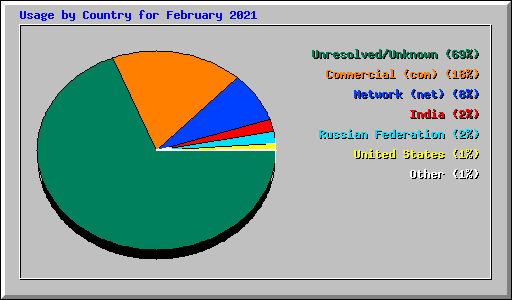 Usage by Country for February 2021
Unresolved/Unknown (69%)
Commercial (com) (18%)
Network (net) (8%)
India (2%)
Russian Federation (2%)
United States (1%)
Other (1%)